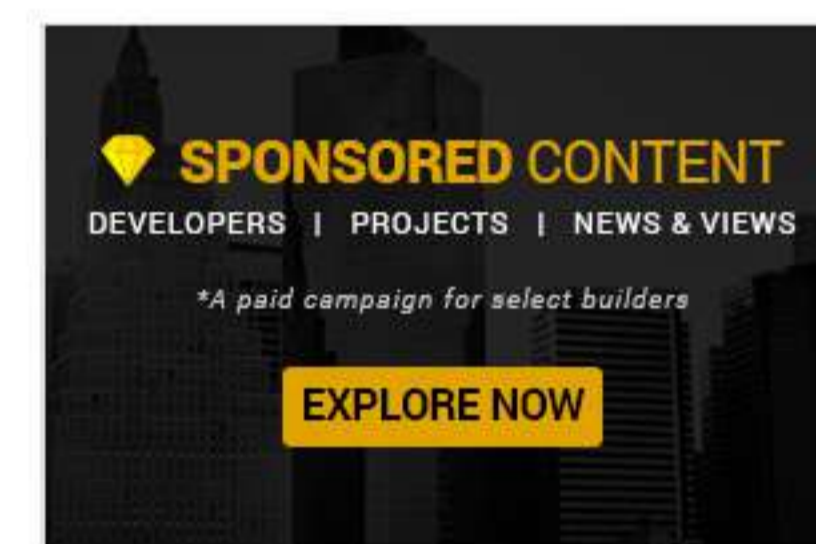 SPONSORED CONTENT
DEVELOPERS | PROJECTS | NEWS & VIEWS
*A paid campaign for select builders
EXPLORE NOW